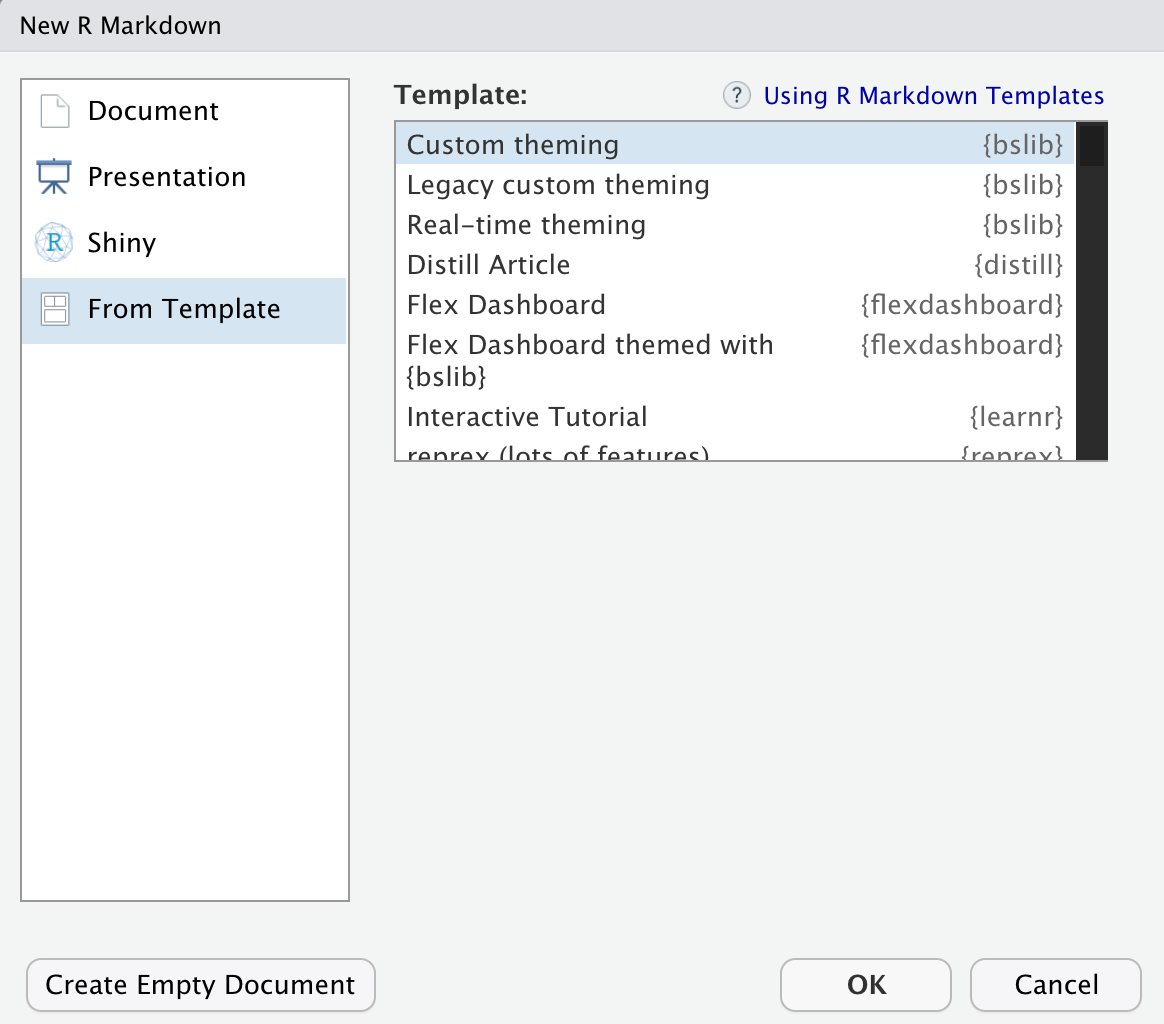 New R Markdown
Document
Presentation
R Shiny
From Template
Template:
? Using R Markdown Templates
Custom theming {bslib}
Legacy custom theming {bslib}
Real-time theming {bslib}
Distill Article {distill}
Flex Dashboard {flexdashboard}
Flex Dashboard themed with {flexdashboard}
{bslib}
Interactive Tutorial {learnr}
reprex (lots of features) {reprex}
Create Empty Document
OK
Cancel